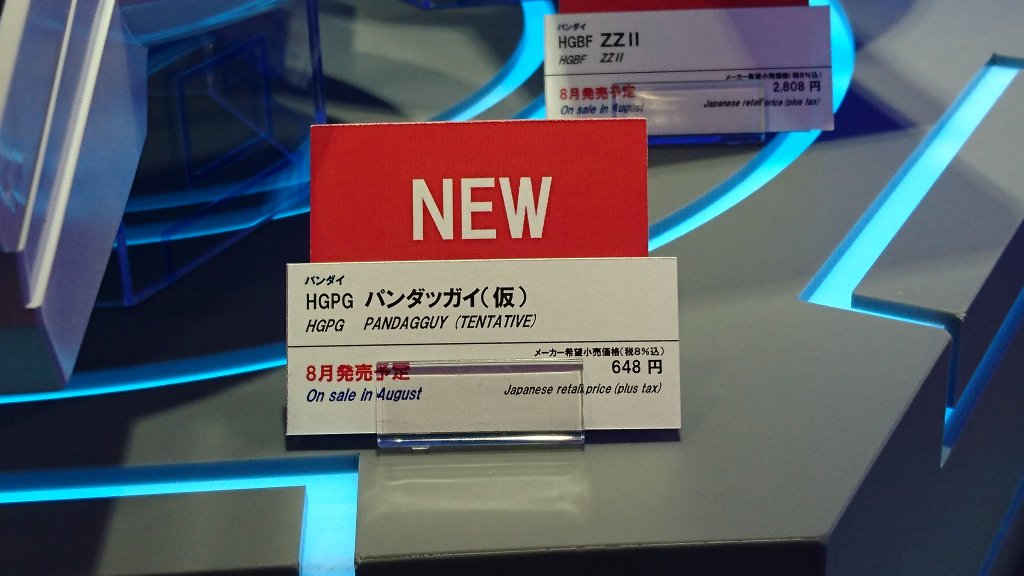 バンダイ
HGBF ZZII
HGBF ZZII
メーカー希望小売価格(税8%込)
8月発売予定 2.808 円
On sale in August Japanese retail price (plus tax)
NEW
バンダイ
HGPG パンダッガイ(仮)
HGPG PANDAGGUY (TENTATIVE)
メーカー希望小売価格(税8%込)
8月発売予定 648 円
On sale in August Japanese retail price (plus tax)